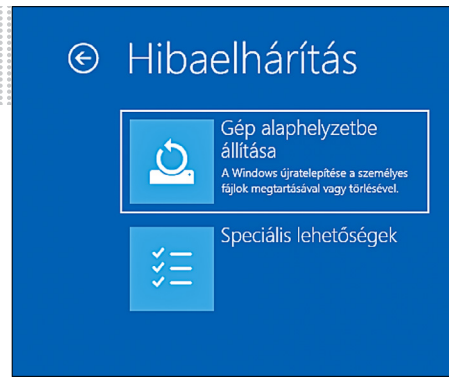 Hibaelhárítás
Gép alaphelyzetbe
állítása
A Windows újratelepítése a személyes
fájlok megtartásával vagy törlésével.
Speciális lehetőségek